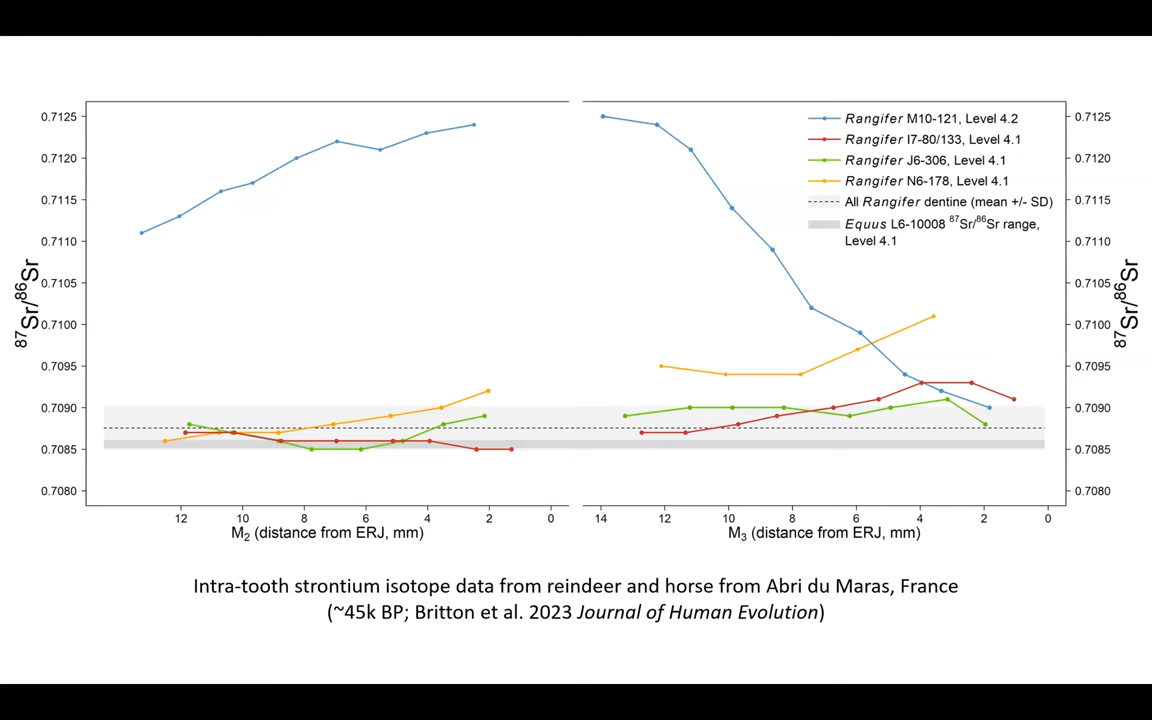 0.7125
0.7120
0.7115
0.7110
0.7105
0.7100
0.7095
0.7090
0.7085
0.7080
87Sr/86Sr
12 10 8 6 4 2 0
M2 (distance from ERJ, mm)
14 12 10 8 6 4 2 0
M3 (distance from ERJ, mm)
Rangifer M10-121, Level 4.2
Rangifer I7-80/133, Level 4.1
Rangifer J6-306, Level 4.1
Rangifer N6-178, Level 4.1
All Rangifer dentine (mean +/- SD)
Equus L6-10008 87Sr/86Sr range,
Level 4.1
0.7125
0.7120
0.7115
0.7110
0.7105
0.7100
0.7095
0.7090
0.7085
0.7080
87Sr/86Sr
Intra-tooth strontium isotope data from reindeer and horse from Abri du Maras, France
(~45k BP; Britton et al. 2023 Journal of Human Evolution)